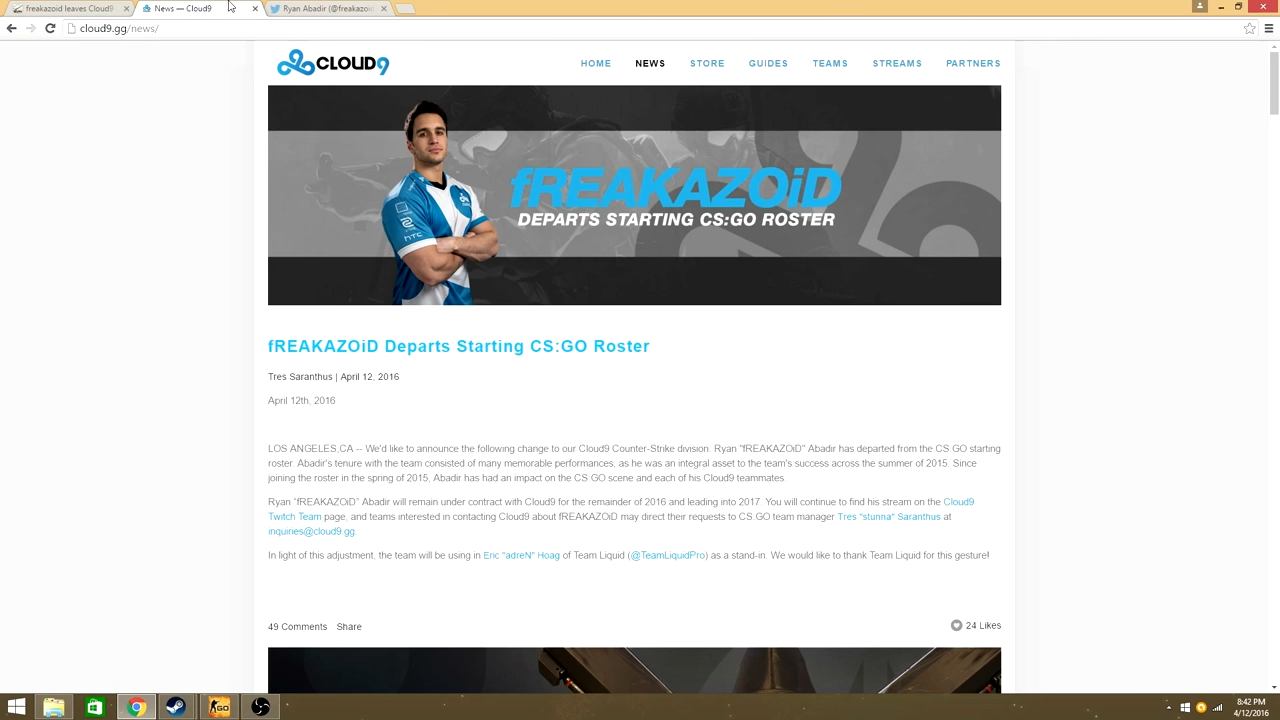 freakazoid leaves Cloud9
News — Cloud9
Ryan Abadir (@freakazoid
cloud9.gg/news/
CLOUD9
HOME NEWS STORE GUIDES TEAMS STREAMS PARTNERS
htc
fREAKAZOiD
DEPARTS STARTING CS:GO ROSTER
fREAKAZOiD Departs Starting CS:GO Roster
Tres Saranthus | April 12, 2016
April 12th, 2016
LOS ANGELES,CA -- We'd like to announce the following change to our Cloud9 Counter-Strike division. Ryan "fREAKAZOiD" Abadir has departed from the CS:GO starting
roster. Abadir's tenure with the team consisted of many memorable performances, as he was an integral asset to the team's success across the summer of 2015. Since
joining the roster in the spring of 2015, Abadir has had an impact on the CS:GO scene and each of his Cloud9 teammates.
Ryan "fREAKAZOiD" Abadir will remain under contract with Cloud9 for the remainder of 2016 and leading into 2017. You will continue to find his stream on the Cloud9
Twitch Team page, and teams interested in contacting Cloud9 about fREAKAZOiD may direct their requests to CS:GO team manager Tres "stunna" Saranthus at
inquiries@cloud9.gg.
In light of this adjustment, the team will be using in Eric "adreN" Hoag of Team Liquid (@TeamLiquidPro) as a stand-in. We would like to thank Team Liquid for this gesture!
49 Comments Share
24 Likes
GO
8:42 PM
4/12/2016